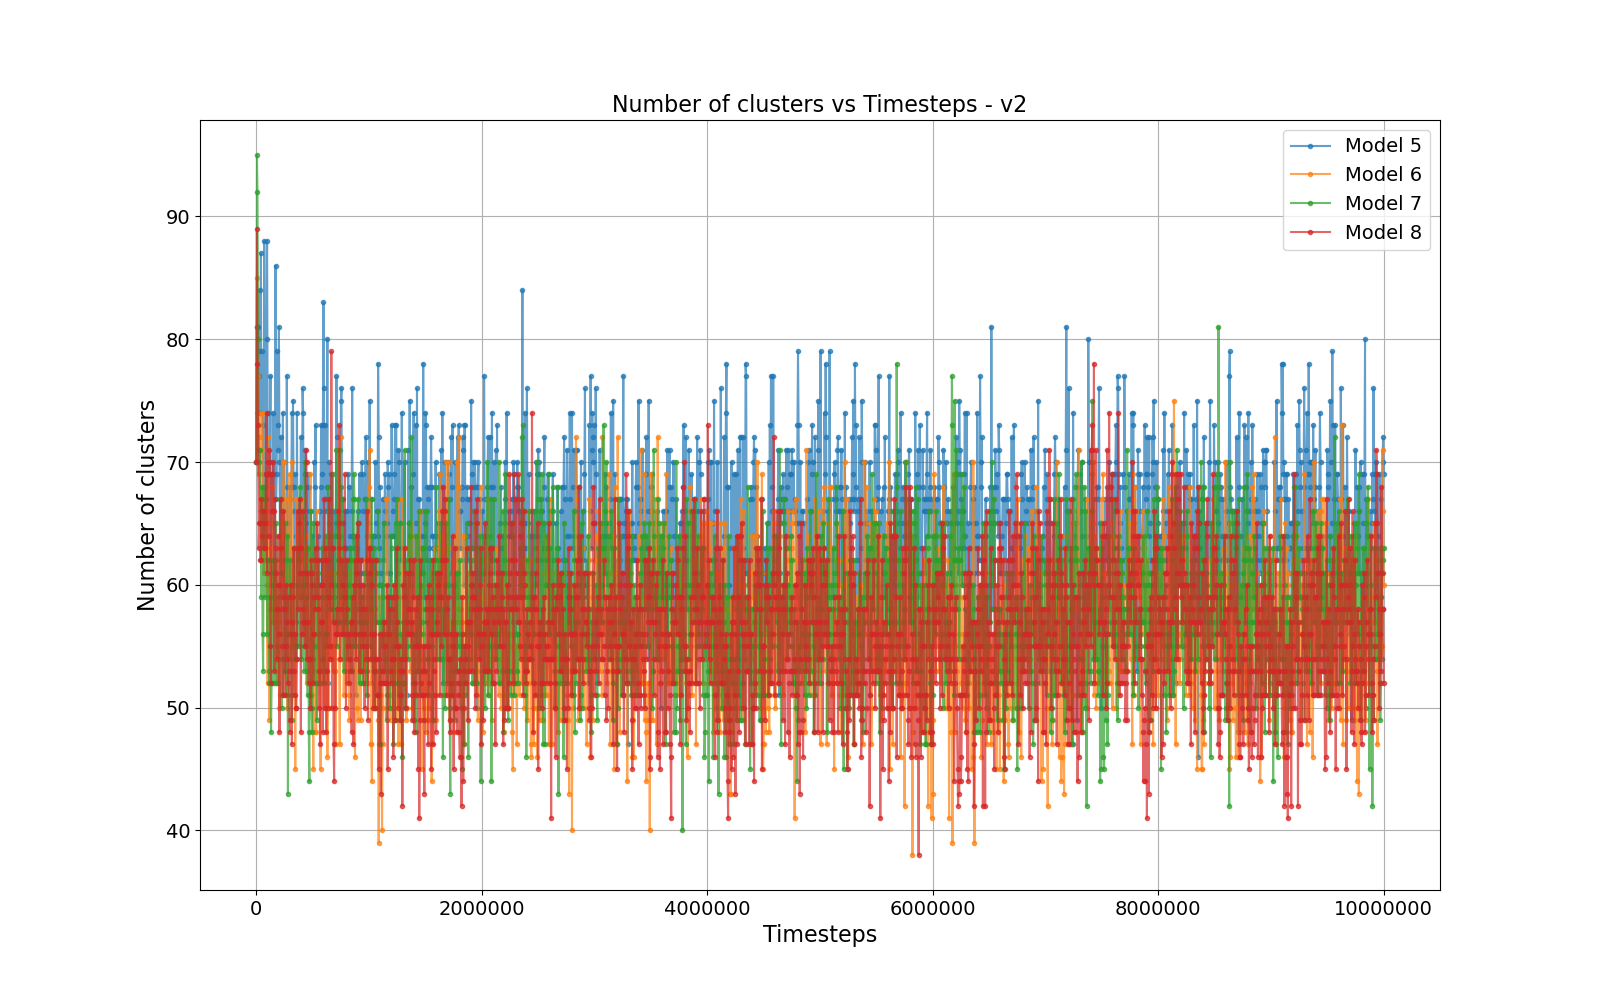 Number of clusters vs Timesteps - v2
Model 5
Model 6
Model 7
Model 8
Number of clusters
90
80
70
60
50
40
0
2000000
4000000
6000000
8000000
10000000
Timesteps